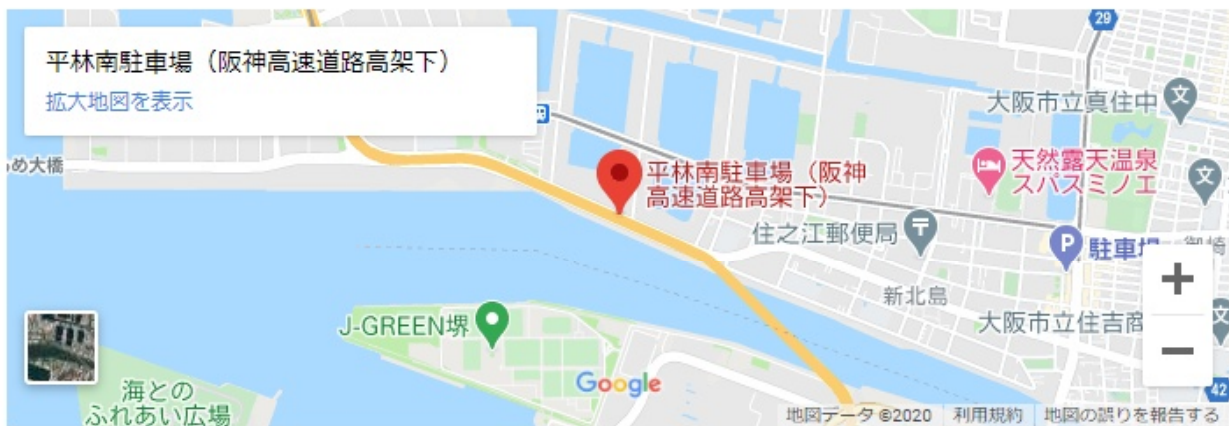 平林南駐車場（阪神高速道路高架下）
拡大地図を表示
29
大阪市立真住中
文
め大橋
平林南駐車場（阪神
高速道路高架下）
天然露天温泉
スパスミノエ
文
住之江郵便局
〒
P
駐車場
新北島
+
J-GREEN堺
大阪市立住吉商
文
−
海との
ふれあい広場
Google
42
地図データ ©2020
利用規約
地図の誤りを報告する